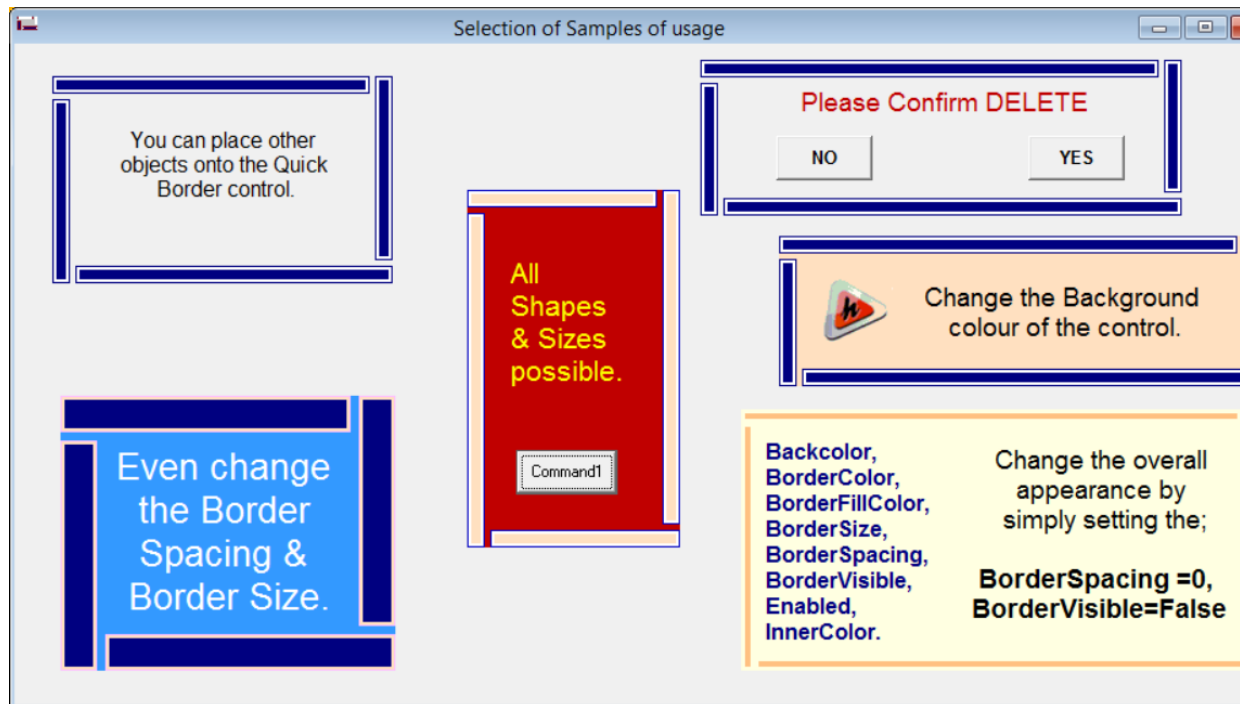 Selection of Samples of usage
You can place other
objects onto the Quick
Border control.
Please Confirm DELETE
NO
YES
All
Shapes
& Sizes
possible.
Command1
h
Change the Background
colour of the control.
Even change
the Border
Spacing &
Border Size.
Backcolor,
BorderColor,
BorderFillColor,
BorderSize,
BorderSpacing,
BorderVisible,
Enabled,
InnerColor.
Change the overall
appearance by
simply setting the;
BorderSpacing =0,
BorderVisible=False